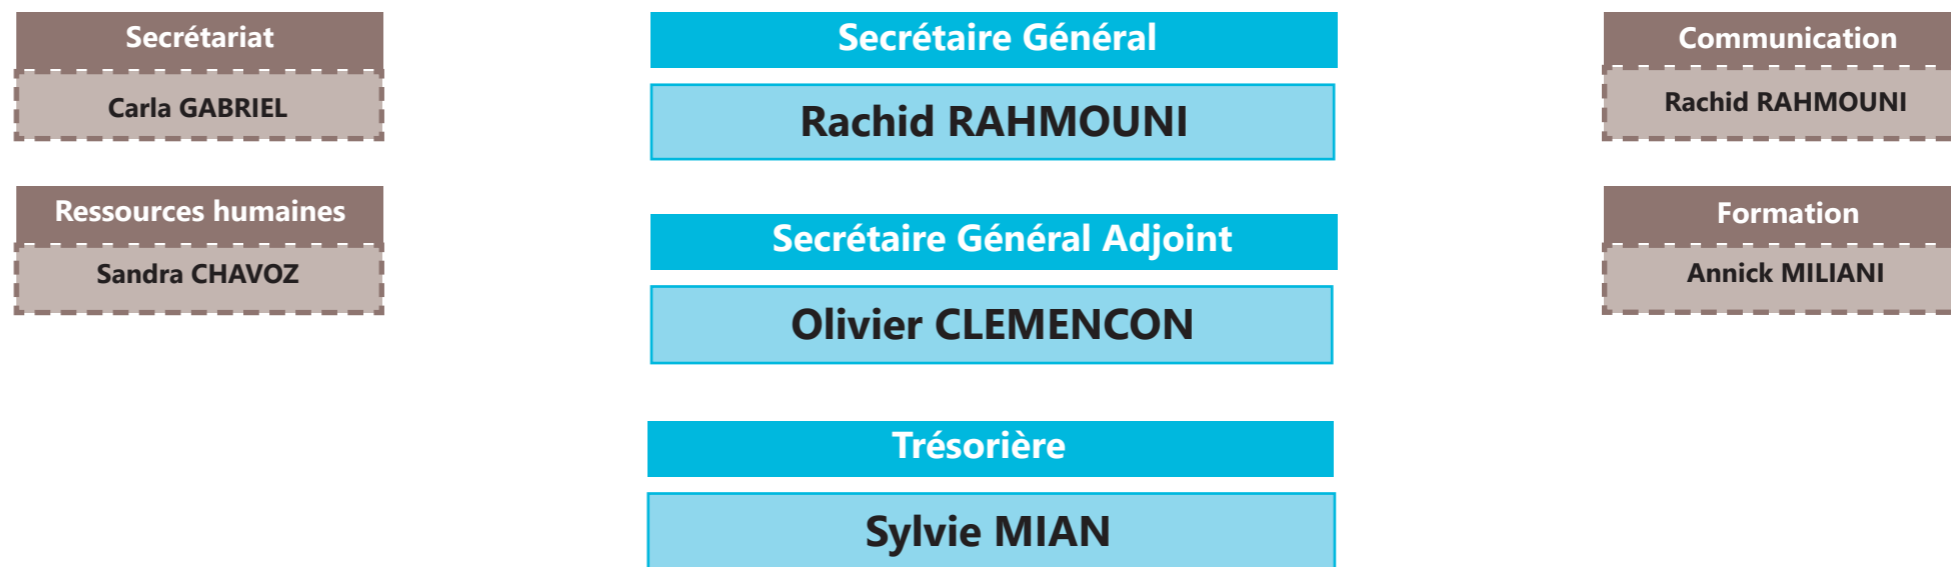 Secrétariat
Carla GABRIEL
Ressources humaines
Sandra CHAVOZ
Secrétaire Général
Rachid RAHMOUNI
Secrétaire Général Adjoint
Olivier CLEMENCON
Trésorière
Sylvie MIAN
Communication
Rachid RAHMOUNI
Formation
Annick MILIANI